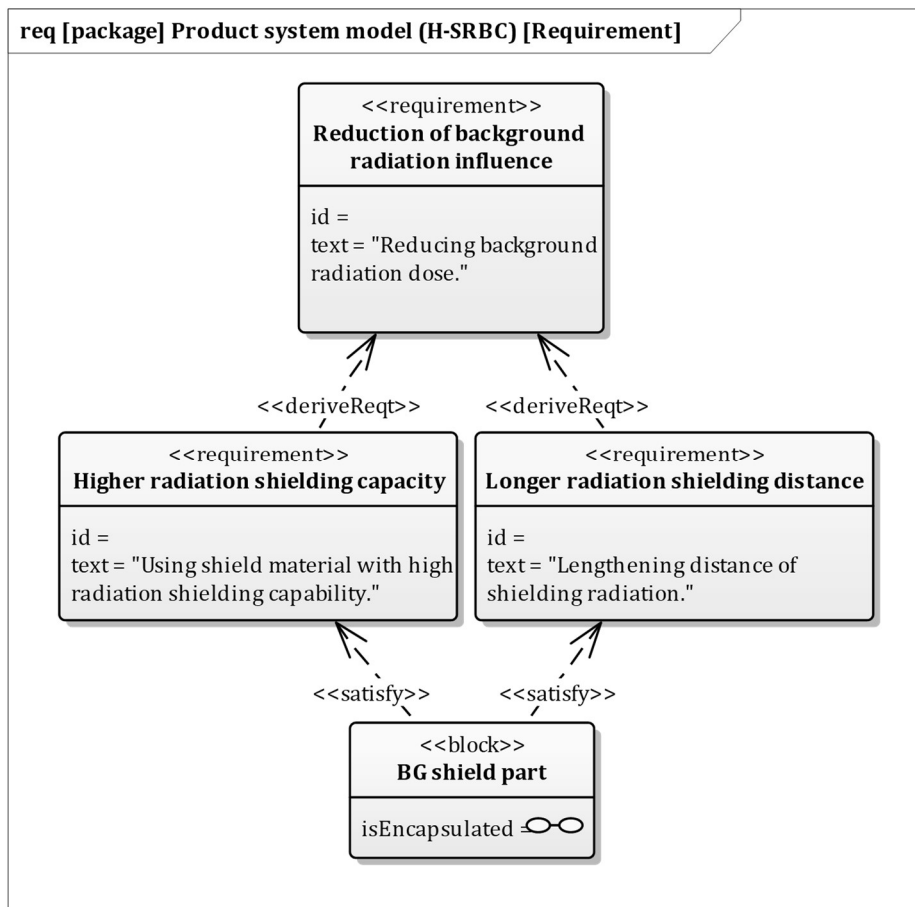 req [package] Product system model (H-SRBC) [Requirement]
<<requirement>>
Reduction of background
radiation influence
id =
text = "Reducing background
radiation dose."
<<deriveReqt>>
<<deriveReqt>>
<<requirement>>
Higher radiation shielding capacity
id =
text = "Using shield material with high
radiation shielding capability."
<<requirement>>
Longer radiation shielding distance
id =
text = "Lengthening distance of
shielding radiation."
<<satisfy>>
<<satisfy>>
<<block>>
BG shield part
isEncapsulated =